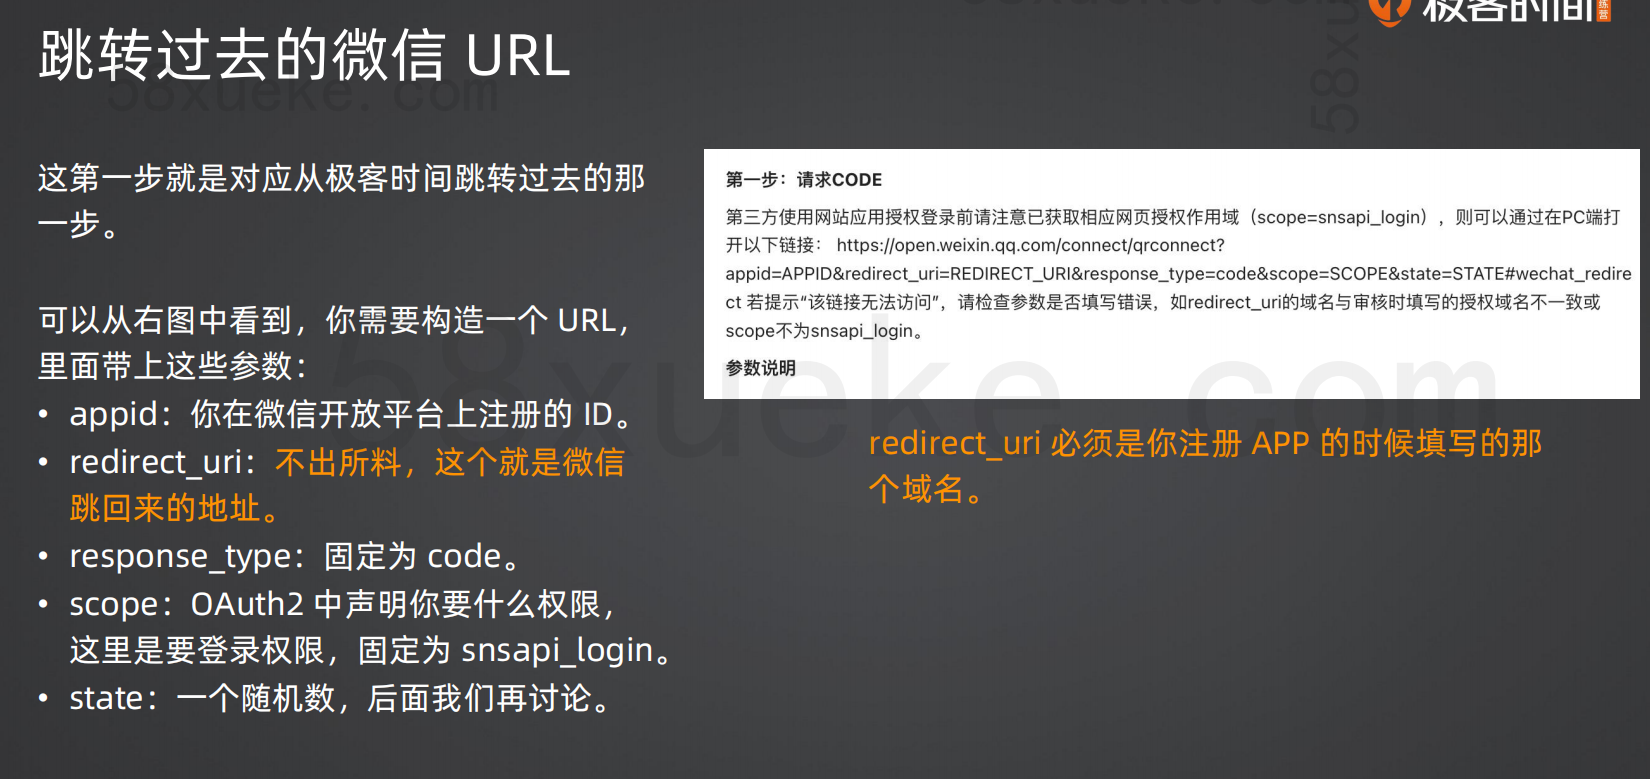 极客时间
跳转过去的微信 URL
58xueke.com
58xu
这第一步就是对应从极客时间跳转过去的那
一步。
可以从右图中看到，你需要构造一个 URL，
里面带上这些参数：
• appid：你在微信开放平台上注册的 ID。
• redirect_uri：不出所料，这个就是微信
跳回来的地址。
• response_type：固定为 code。
• scope：OAuth2 中声明你要什么权限，
这里是要登录权限，固定为 snsapi_login。
• state：一个随机数，后面我们再讨论。
第一步：请求CODE
第三方使用网站应用授权登录前请注意已获取相应网页授权作用域（scope=snsapi_login），则可以通过在PC端打
开以下链接： https://open.weixin.qq.com/connect/qrconnect?
appid=APPID&redirect_uri=REDIRECT_URI&response_type=code&scope=SCOPE&state=STATE#wechat_redire
ct 若提示“该链接无法访问”，请检查参数是否填写错误，如redirect_uri的域名与审核时填写的授权域名不一致或
scope不为snsapi_login。
参数说明
58xueke.com
redirect_uri 必须是你注册 APP 的时候填写的那
个域名。